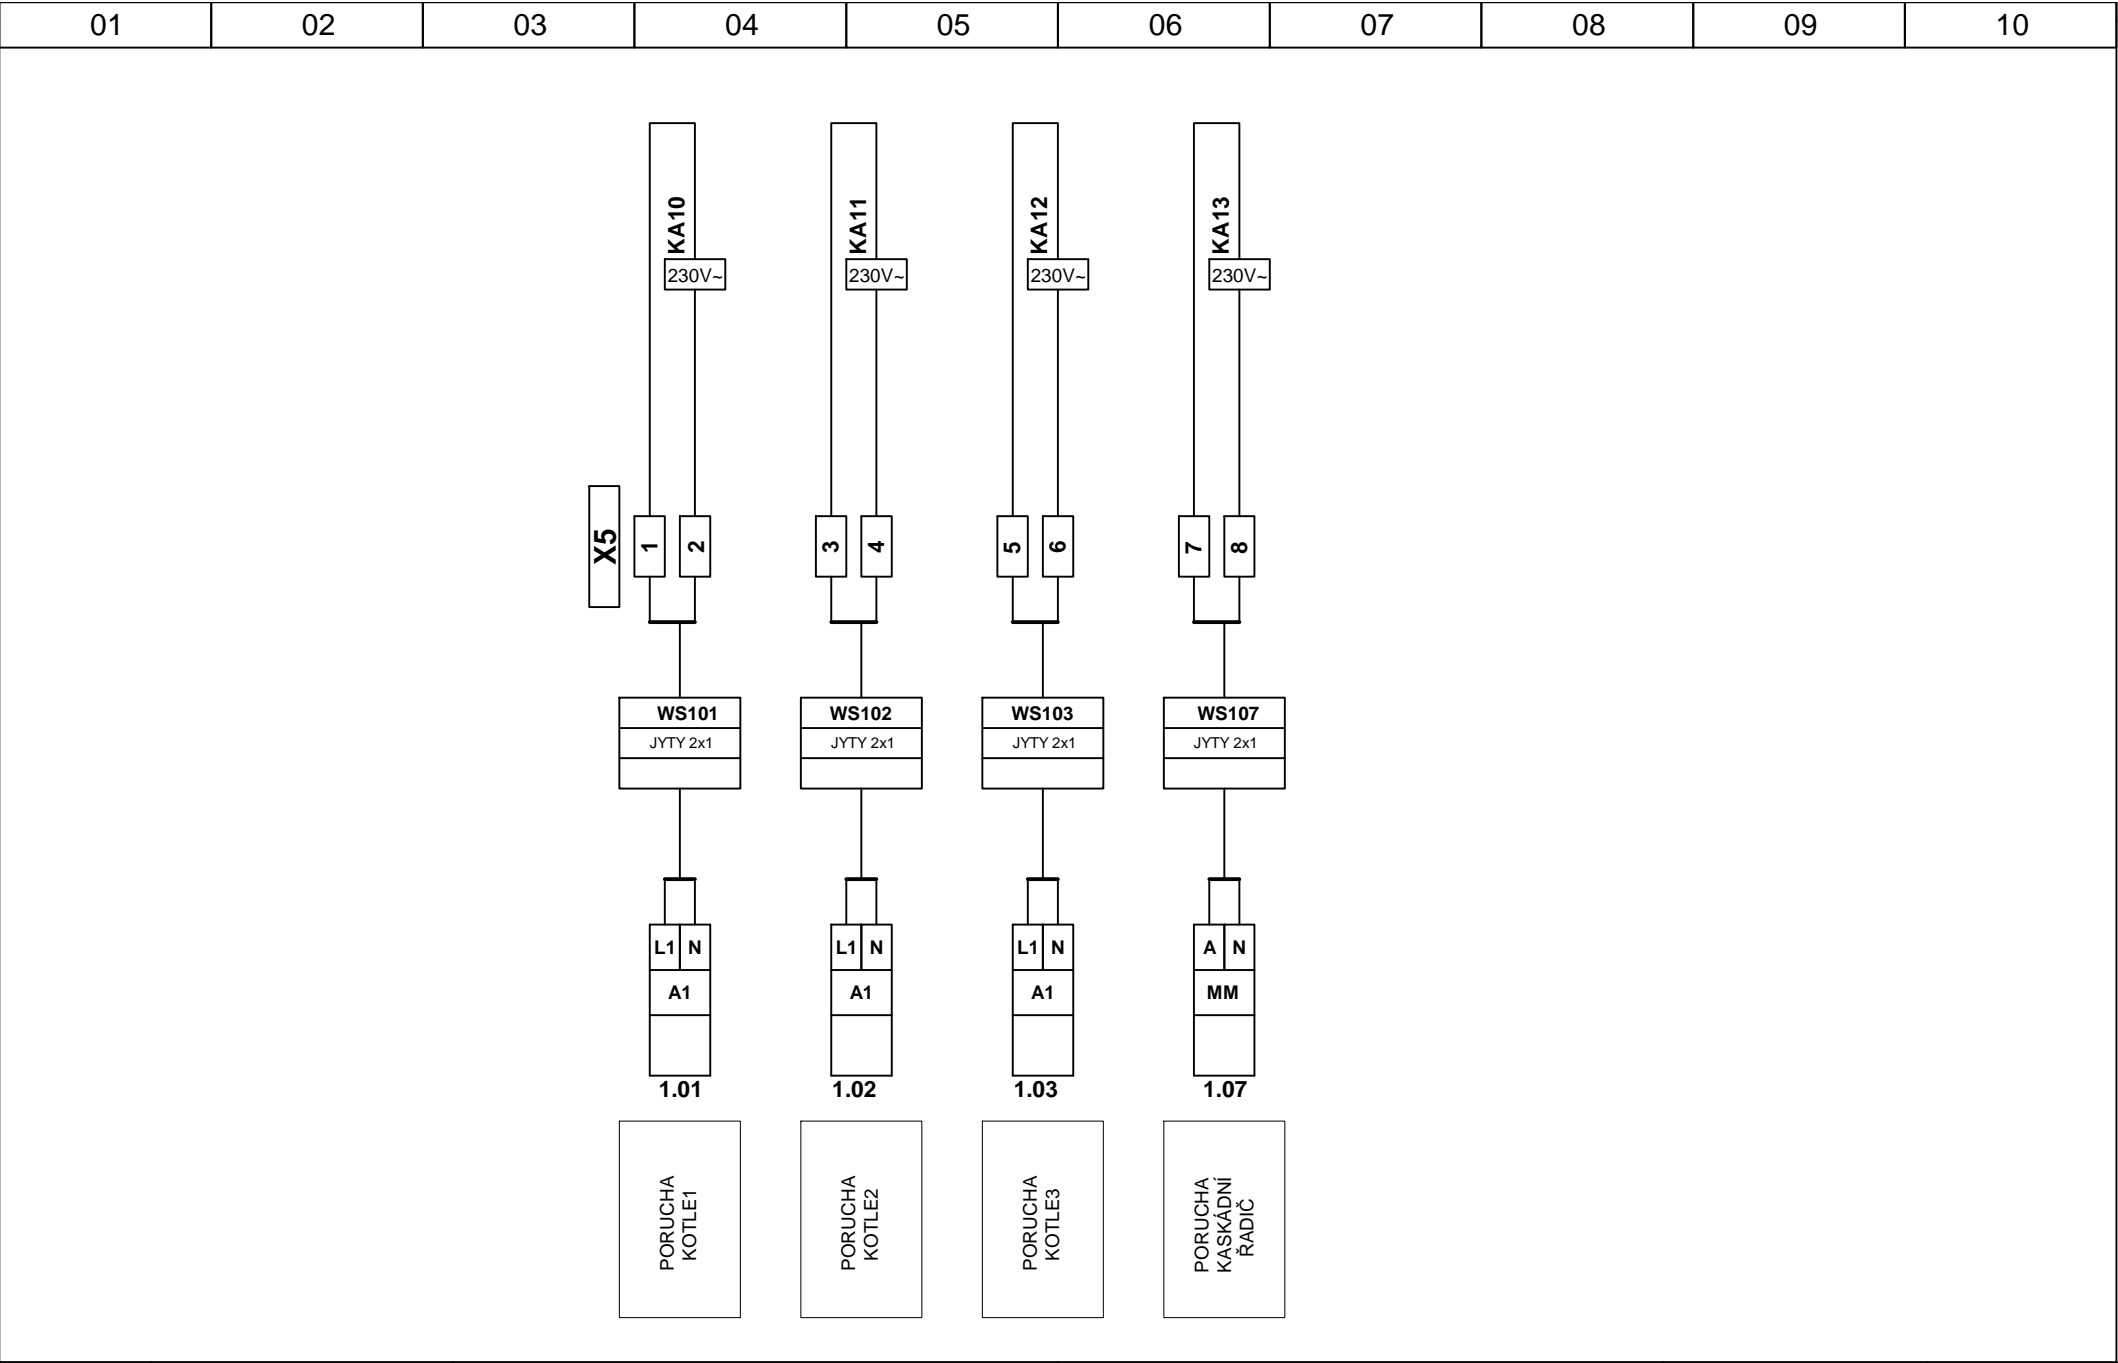 01 02 03 04 05 06 07 08 09 10
KA10 KA11 KA12 KA13
230V~ 230V~ 230V~ 230V~
X5 1 2 3 4 5 6 7 8
WS101 WS102 WS103 WS107
JYTY 2x1 JYTY 2x1 JYTY 2x1 JYTY 2x1
L1 N L1 N L1 N A N
A1 A1 A1 MM
1.01 1.02 1.03 1.07
PORUCHA
KOTLE1
PORUCHA
KOTLE2
PORUCHA
KOTLE3
PORUCHA
KASKÁDNÍ
ŘADIČ